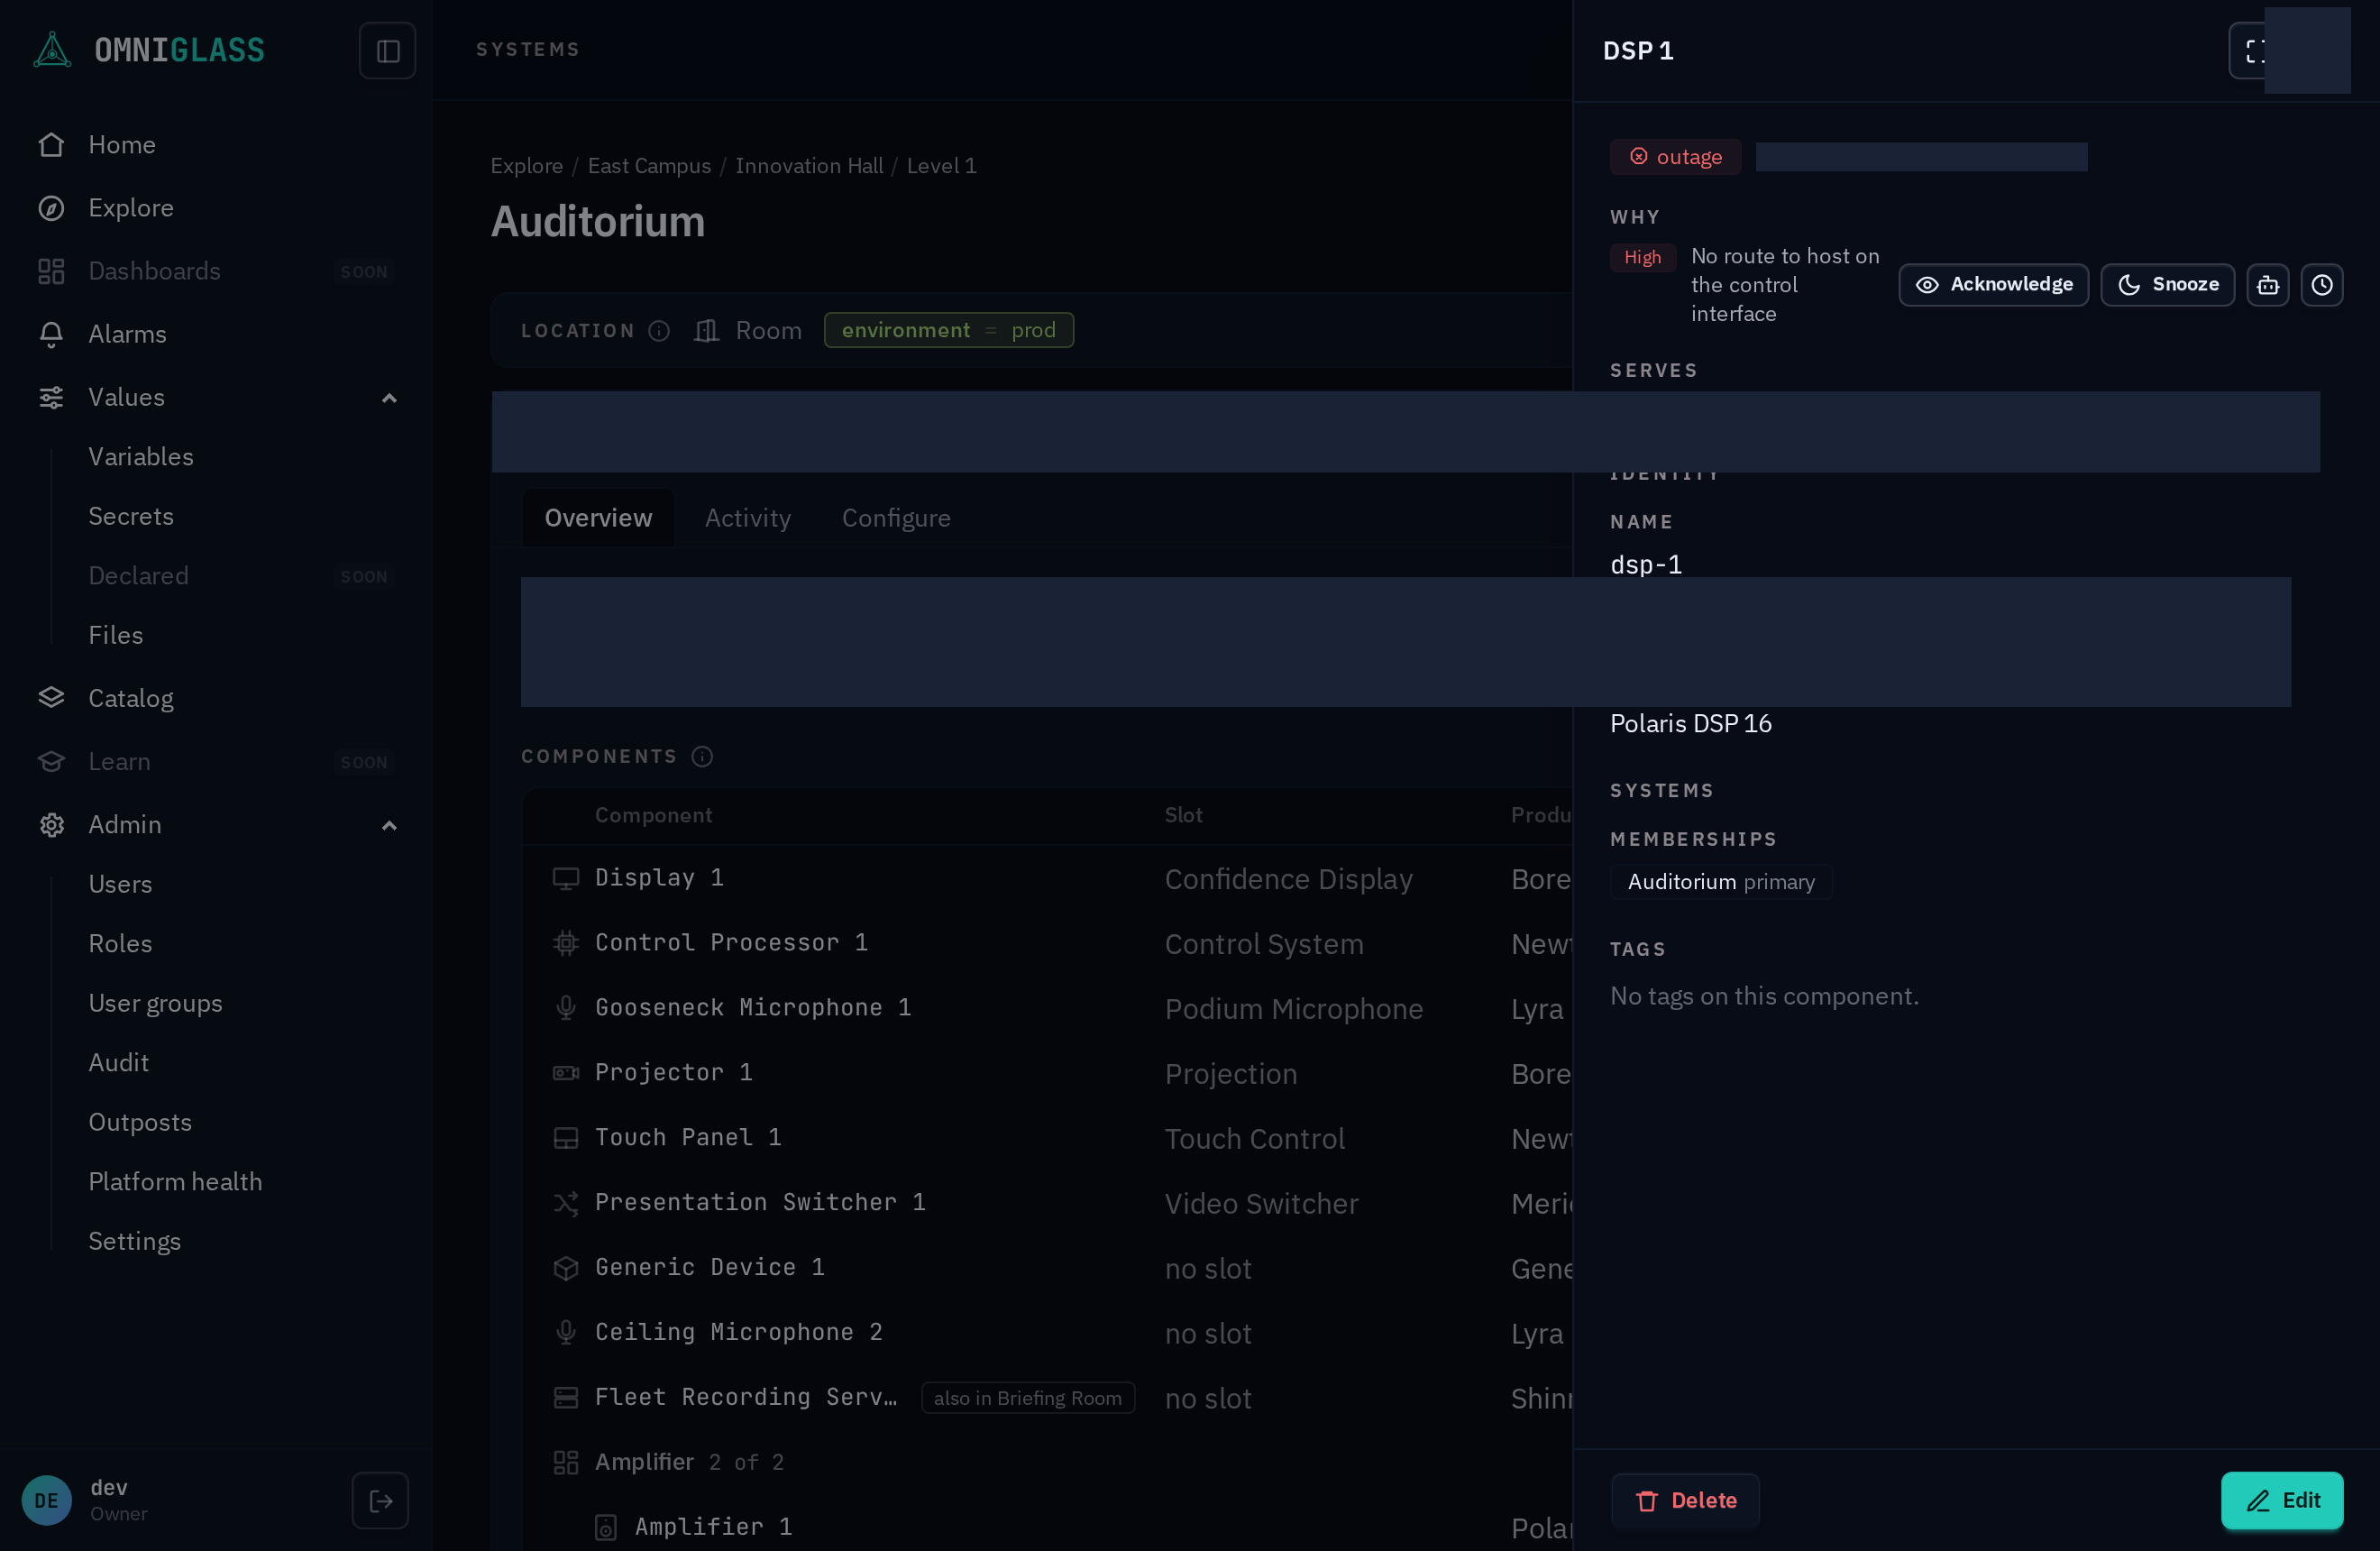 OMNIGLASS
Home
Explore
Dashboards SOON
Alarms
Values
Variables
Secrets
Declared SOON
Files
Catalog
Learn SOON
Admin
Users
Roles
User groups
Audit
Outposts
Platform health
Settings
DE dev
Owner
SYSTEMS
Explore / East Campus / Innovation Hall / Level 1
Auditorium
LOCATION Room environment = prod
Overview Activity Configure
COMPONENTS
Component Slot
Display 1 Confidence Display
Control Processor 1 Control System
Gooseneck Microphone 1 Podium Microphone Lyra
Projector 1 Projection
Touch Panel 1 Touch Control
Presentation Switcher 1 Video Switcher
Generic Device 1 no slot
Ceiling Microphone 2 no slot Lyra
Fleet Recording Serv… also in Briefing Room no slot
Amplifier 2 of 2
Amplifier 1
DSP 1
outage
WHY
High No route to host on
the control
interface
Acknowledge Snooze
SERVES
IDENTITY
NAME
dsp-1
Polaris DSP 16
SYSTEMS
MEMBERSHIPS
Auditorium primary
TAGS
No tags on this component.
Delete Edit